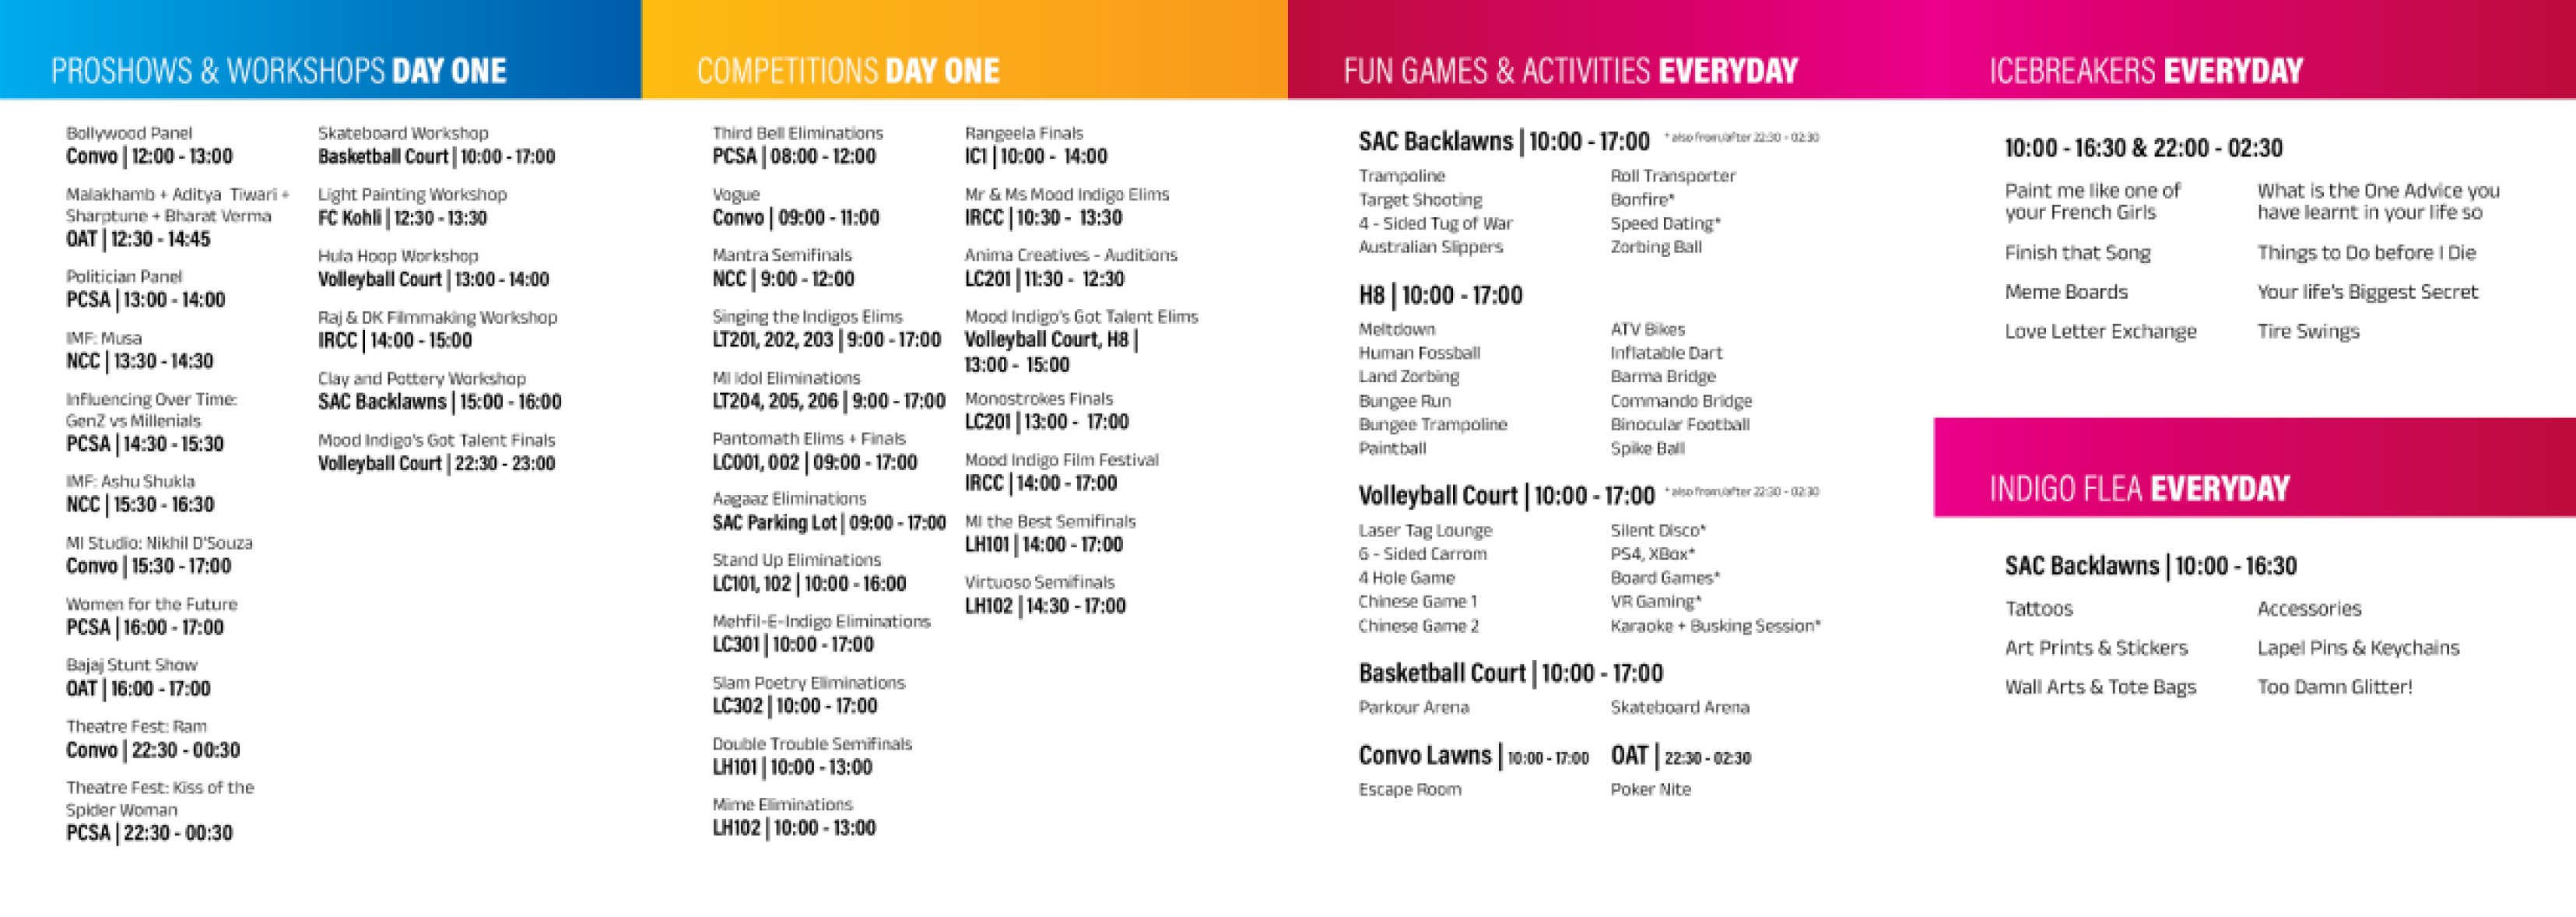 PROSHOWS & WORKSHOPS DAY ONE
Bollywood Panel
Convo | 12:00 - 13:00
Malakhamb + Aditya Tiwari +
Sharptune + Bharat Verma
OAT | 12:30 - 14:45
Politician Panel
PCSA | 13:00 - 14:00
IMF: Musa
NCC | 13:30 - 14:30
Influencing Over Time:
GenZ vs Millenials
PCSA | 14:30 - 15:30
IMF: Ashu Shukla
NCC | 15:30 - 16:30
MI Studio: Nikhil D'Souza
Convo | 15:30 - 17:00
Women for the Future
PCSA | 16:00 - 17:00
Bajaj Stunt Show
OAT | 16:00 - 17:00
Theatre Fest: Ram
Convo | 22:30 - 00:30
Theatre Fest: Kiss of the
Spider Woman
PCSA | 22:30 - 00:30
Skateboard Workshop
Basketball Court | 10:00 - 17:00
Light Painting Workshop
FC Kohli | 12:30 - 13:30
Hula Hoop Workshop
Volleyball Court | 13:00 - 14:00
Raj & DK Filmmaking Workshop
IRCC | 14:00 - 15:00
Clay and Pottery Workshop
SAC Backlawns | 15:00 - 16:00
Mood Indigo's Got Talent Finals
Volleyball Court | 22:30 - 23:00
COMPETITIONS DAY ONE
Third Bell Eliminations
PCSA | 08:00 - 12:00
Vogue
Convo | 09:00 - 11:00
Mantra Semifinals
NCC | 9:00 - 12:00
Singing the Indigos Elims
LT201, 202, 203 | 9:00 - 17:00
MI Idol Eliminations
LT204, 205, 206 | 9:00 - 17:00
Pantomath Elims + Finals
LC001, 002 | 09:00 - 17:00
Aagaaz Eliminations
SAC Parking Lot | 09:00 - 17:00
Stand Up Eliminations
LC101, 102 | 10:00 - 16:00
Mehfil-E-Indigo Eliminations
LC301 | 10:00 - 17:00
Slam Poetry Eliminations
LC302 | 10:00 - 17:00
Double Trouble Semifinals
LH101 | 10:00 - 13:00
Mime Eliminations
LH102 | 10:00 - 13:00
Rangeela Finals
IC1 | 10:00 - 14:00
Mr & Ms Mood Indigo Elims
IRCC | 10:30 - 13:30
Anima Creatives - Auditions
LC201 | 11:30 - 12:30
Mood Indigo's Got Talent Elims
Volleyball Court, H8 |
13:00 - 15:00
Monostrokes Finals
LC201 | 13:00 - 17:00
Mood Indigo Film Festival
IRCC | 14:00 - 17:00
MI the Best Semifinals
LH101 | 14:00 - 17:00
Virtuoso Semifinals
LH102 | 14:30 - 17:00
FUN GAMES & ACTIVITIES EVERYDAY
SAC Backlawns | 10:00 - 17:00 * also from/after 22:30 - 02:30
Trampoline
Target Shooting
4 - Sided Tug of War
Australian Slippers
Roll Transporter
Bonfire*
Speed Dating*
Zorbing Ball
H8 | 10:00 - 17:00
Meltdown
Human Fossball
Land Zorbing
Bungee Run
Bungee Trampoline
Paintball
ATV Bikes
Inflatable Dart
Barma Bridge
Commando Bridge
Binocular Football
Spike Ball
Volleyball Court | 10:00 - 17:00 * also from/after 22:30 - 02:30
Laser Tag Lounge
6 - Sided Carrom
4 Hole Game
Chinese Game 1
Chinese Game 2
Silent Disco*
PS4, XBox*
Board Games*
VR Gaming*
Karaoke + Busking Session*
Basketball Court | 10:00 - 17:00
Parkour Arena
Skateboard Arena
Convo Lawns | 10:00 - 17:00
Escape Room
OAT | 22:30 - 02:30
Poker Nite
ICEBREAKERS EVERYDAY
10:00 - 16:30 & 22:00 - 02:30
Paint me like one of
your French Girls
Finish that Song
Meme Boards
Love Letter Exchange
What is the One Advice you
have learnt in your life so
Things to Do before I Die
Your life's Biggest Secret
Tire Swings
INDIGO FLEA EVERYDAY
SAC Backlawns | 10:00 - 16:30
Tattoos
Art Prints & Stickers
Wall Arts & Tote Bags
Accessories
Lapel Pins & Keychains
Too Damn Glitter!